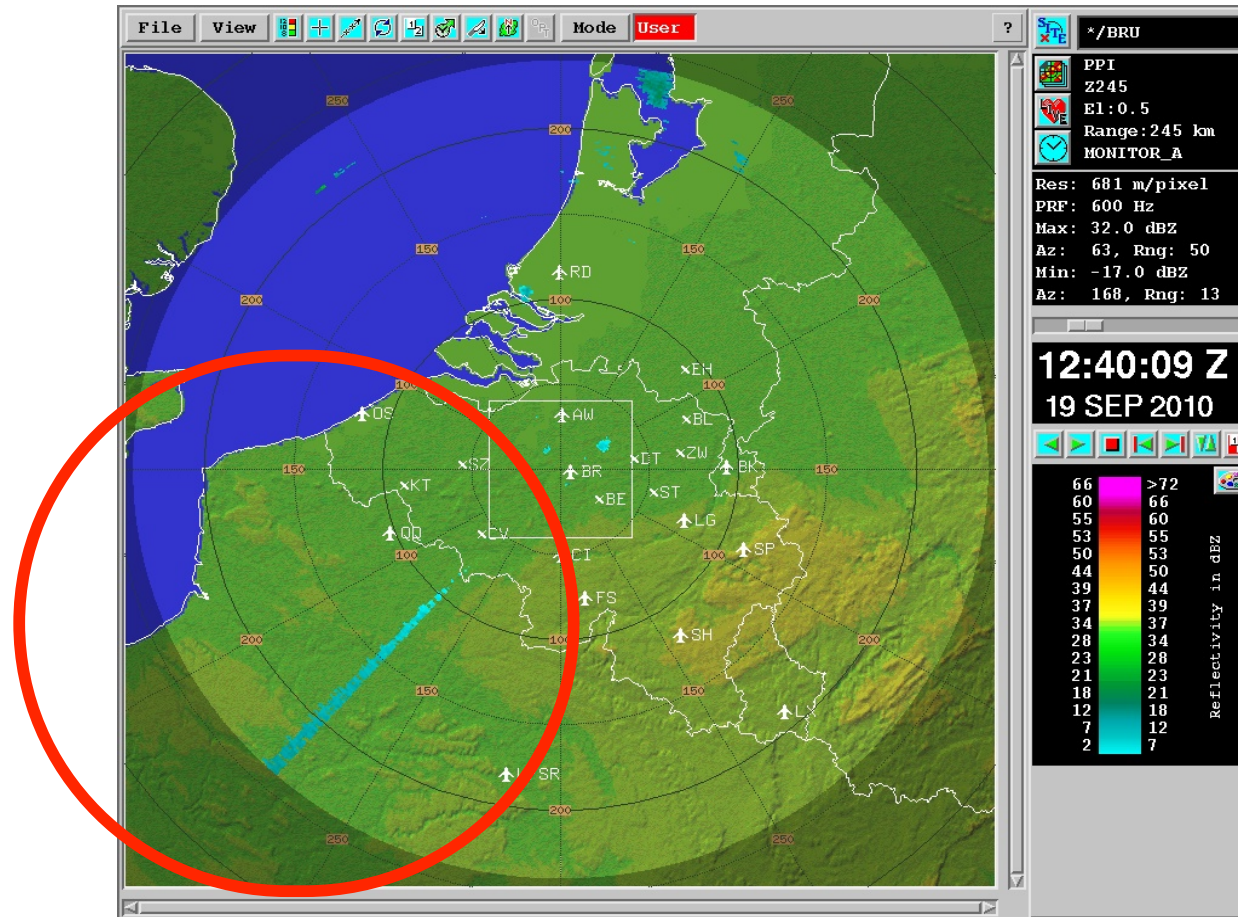 File View Mode User ?
*/BRU
PPI
Z245
El:0.5
Range:245 km
MONITOR_A
Res: 681 m/pixel
PRF: 600 Hz
Max: 32.0 dBZ
Az: 63, Rng: 50
Min: -17.0 dBZ
Az: 168, Rng: 13
12:40:09 Z
19 SEP 2010
66 >72
60 66
55 60
53 55
50 53
44 50
39 44
37 39
34 37
28 34
23 28
21 23
18 21
12 18
7 12
2 7
Reflectivity in dBZ
250 250
200
150 150
RD
200 100 200
EH
100 100
OS AW BL
SZ DT ZW BK
150 BR 150
KT BE ST
QD CV LG
100 CI 100 SP
FS
200 100 SH 200
150 150
L SR
200
250 250